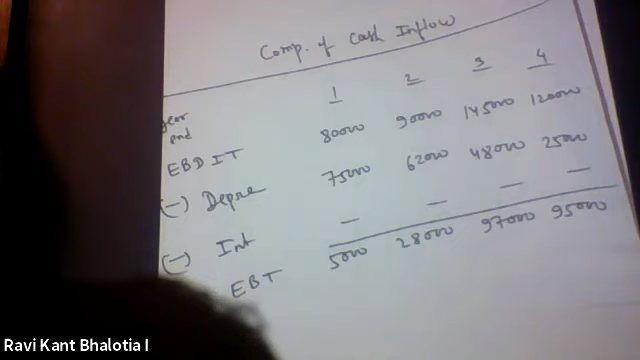 Comp. of Cash Inflow
Year end 1 2 3 4
EBDIT 80000 90000 145000 120000
(-) Depre 75000 62000 48000 25000
(-) Int — — — —
EBT 5000 28000 97000 95000
Ravi Kant Bhalotia I